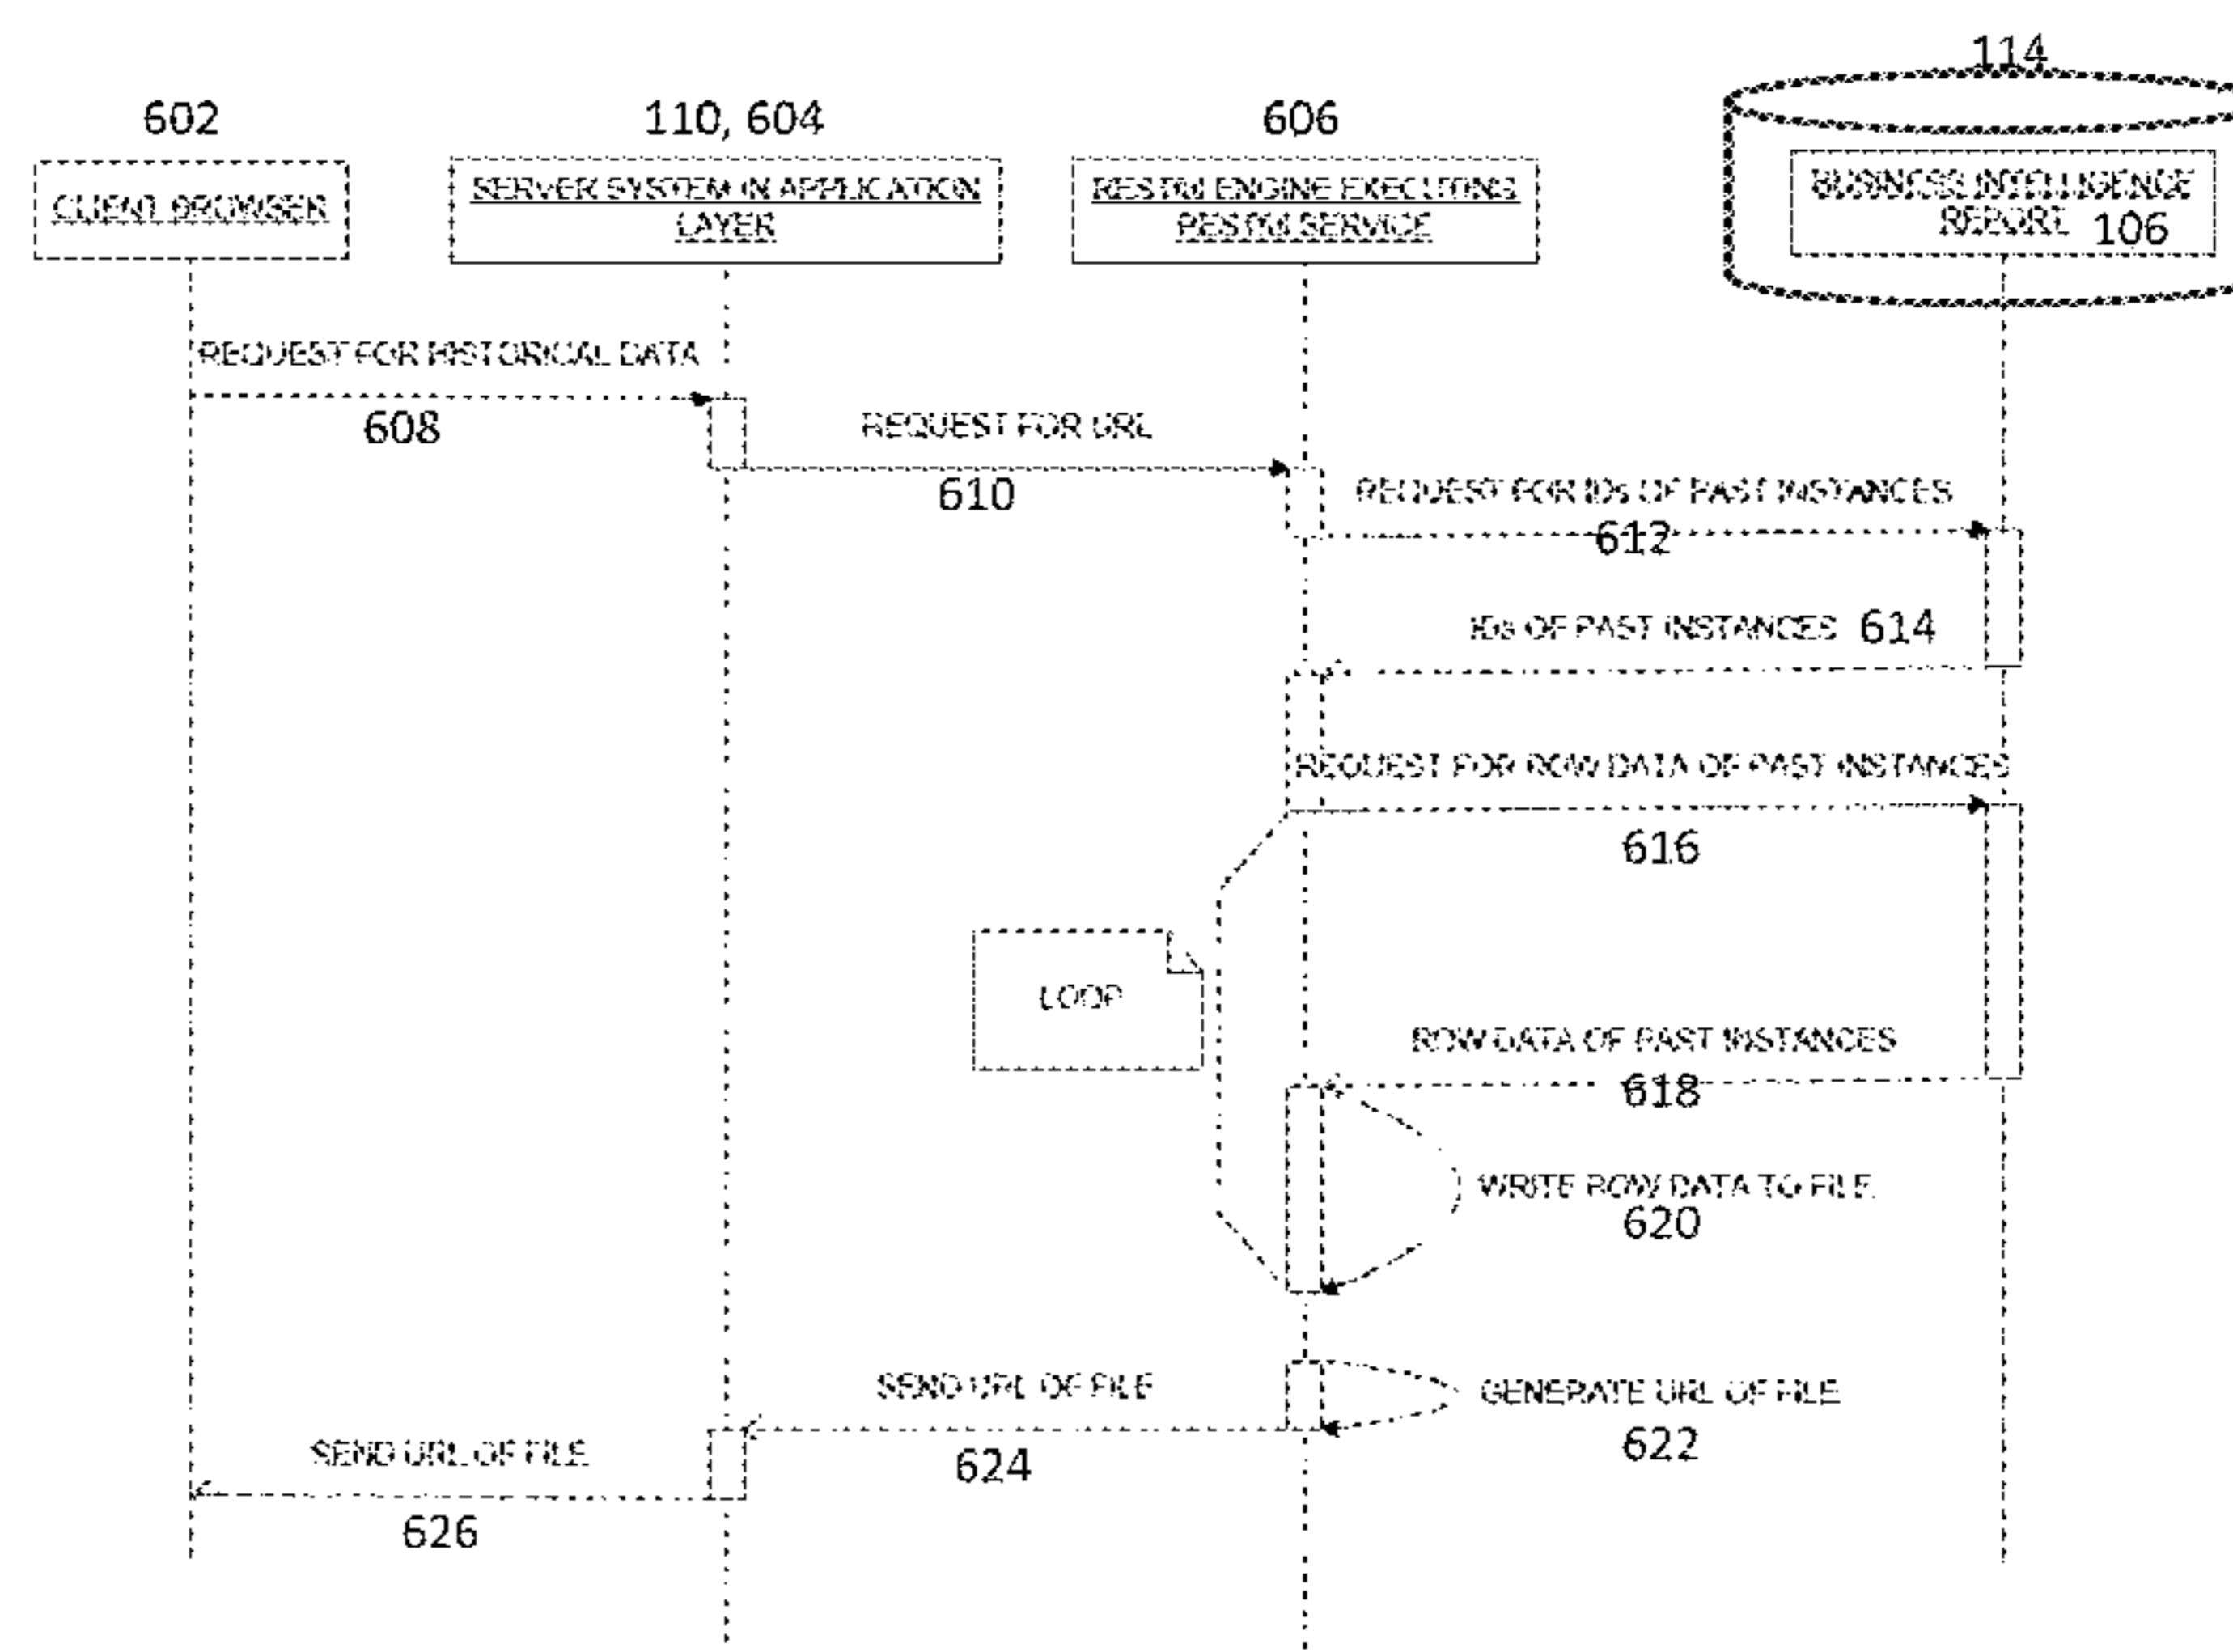 114
602
110, 604
606
CLIENT BROWSER
SERVER SYSTEM IN APPLICATION
LAYER
ENGINE EXECUTING
SERVICE
BUSINESS INTELLIGENCE
REPORT 106
REQUEST FOR HISTORICAL DATA
608
REQUEST FOR URL
610
REQUEST FOR IDs OF PAST INSTANCES
612
IDs OF PAST INSTANCES 614
REQUEST FOR ROW DATA OF PAST INSTANCES
616
LOOP
ROW DATA OF PAST INSTANCES
618
WRITE ROW DATA TO FILE
620
SEND URL OF FILE
GENERATE URL OF FILE
622
624
SEND URL OF FILE
626